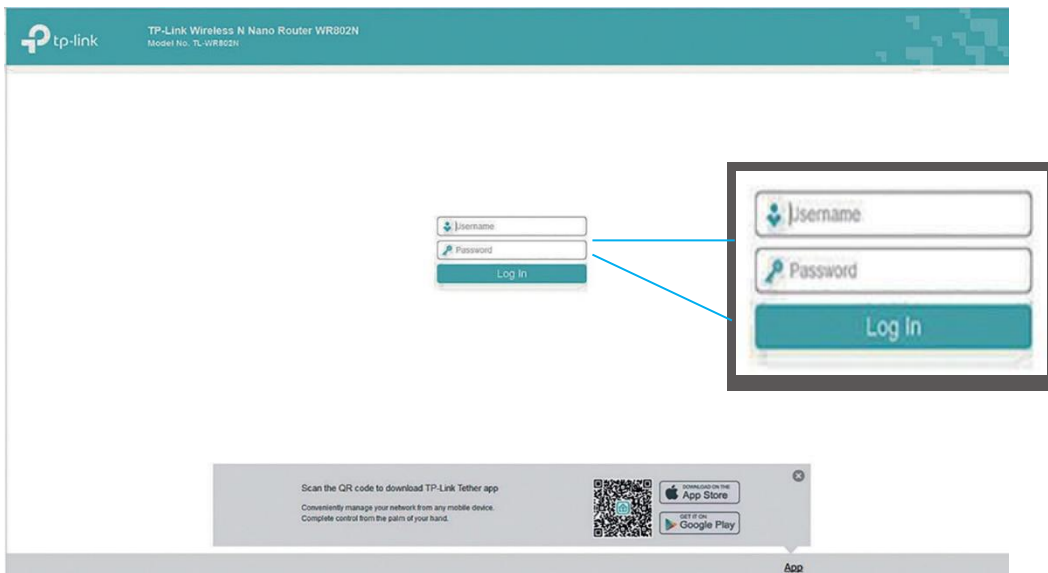 tp-link
TP-Link Wireless N Nano Router WR802N
Model No. TL-WR802N
Username
Password
Log In
Username
Password
Log In
Scan the QR code to download TP-Link Tether app
Conveniently manage your network from any mobile device.
Complete control from the palm of your hand.
DOWNLOAD ON THE
App Store
GET IT ON
Google Play
App